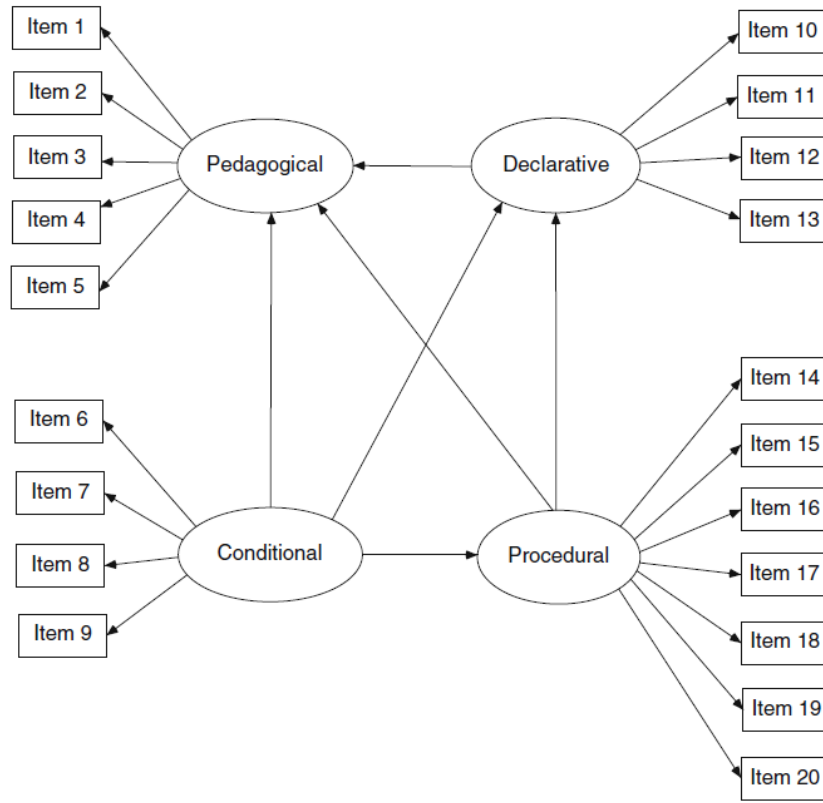 Item 1
Item 2
Item 3
Item 4
Item 5
Pedagogical
Declarative
Item 10
Item 11
Item 12
Item 13
Item 6
Item 7
Item 8
Item 9
Conditional
Procedural
Item 14
Item 15
Item 16
Item 17
Item 18
Item 19
Item 20